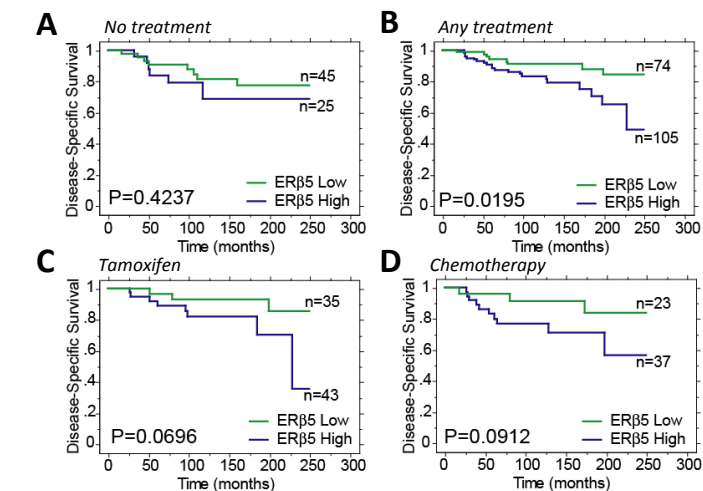 A No treatment
Disease-Specific Survival
1
.8
.6
.4
.2
0
n=45
n=25
P=0.4237
ERβ5 Low
ERβ5 High
0 50 100 150 200 250 300
Time (months)
B Any treatment
Disease-Specific Survival
1
.8
.6
.4
.2
0
n=74
n=105
P=0.0195
ERβ5 Low
ERβ5 High
0 50 100 150 200 250 300
Time (months)
C Tamoxifen
Disease-Specific Survival
1
.8
.6
.4
.2
0
n=35
n=43
P=0.0696
ERβ5 Low
ERβ5 High
0 50 100 150 200 250 300
Time (months)
D Chemotherapy
Disease-Specific Survival
1
.8
.6
.4
.2
0
n=23
n=37
P=0.0912
ERβ5 Low
ERβ5 High
0 50 100 150 200 250 300
Time (months)